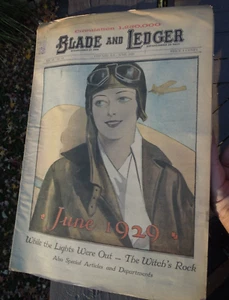 BLADE AND LEDGER
June 1929
While the Lights Were Out – The Witch's Rock
Also Special Articles and Departments